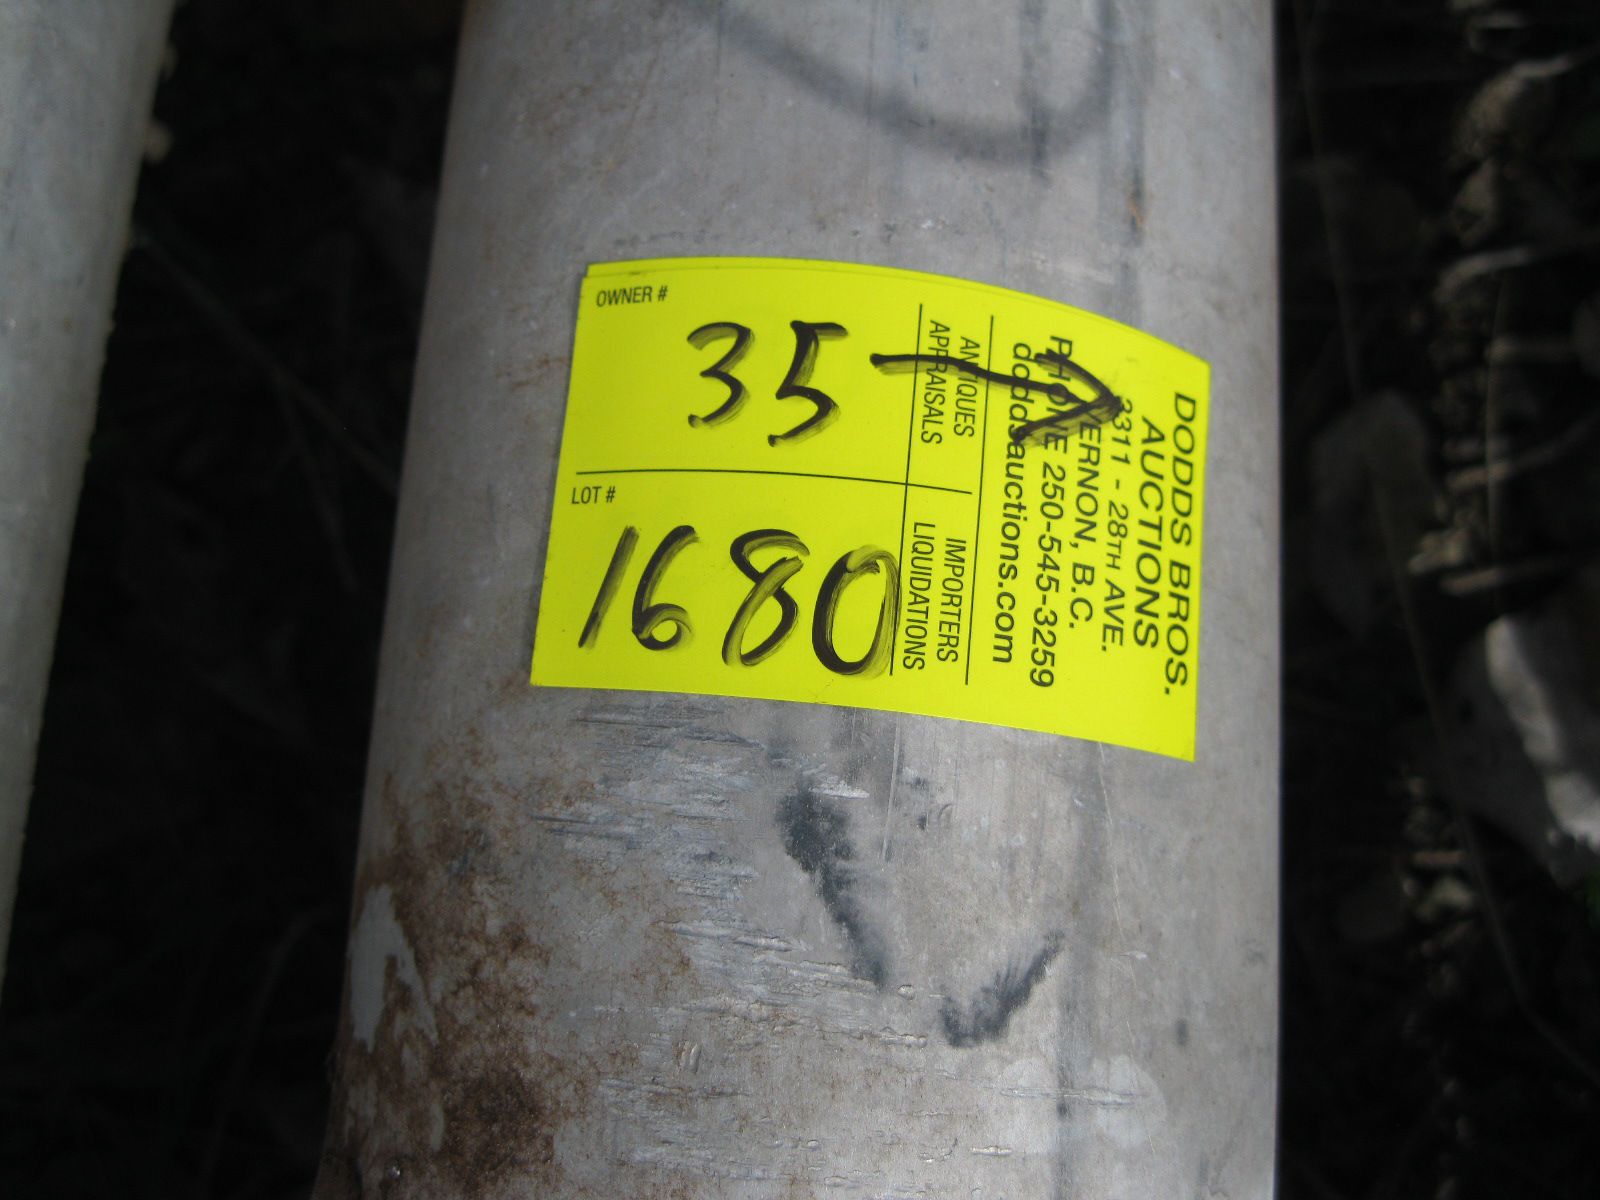 OWNER #
35 →
LOT #
1680
DODDS BROS.
AUCTIONS
3311 - 28TH AVE.
VERNON, B.C.
PHONE 250-545-3259
doddsauctions.com
ANTIQUES
APPRAISALS
IMPORTERS
LIQUIDATIONS